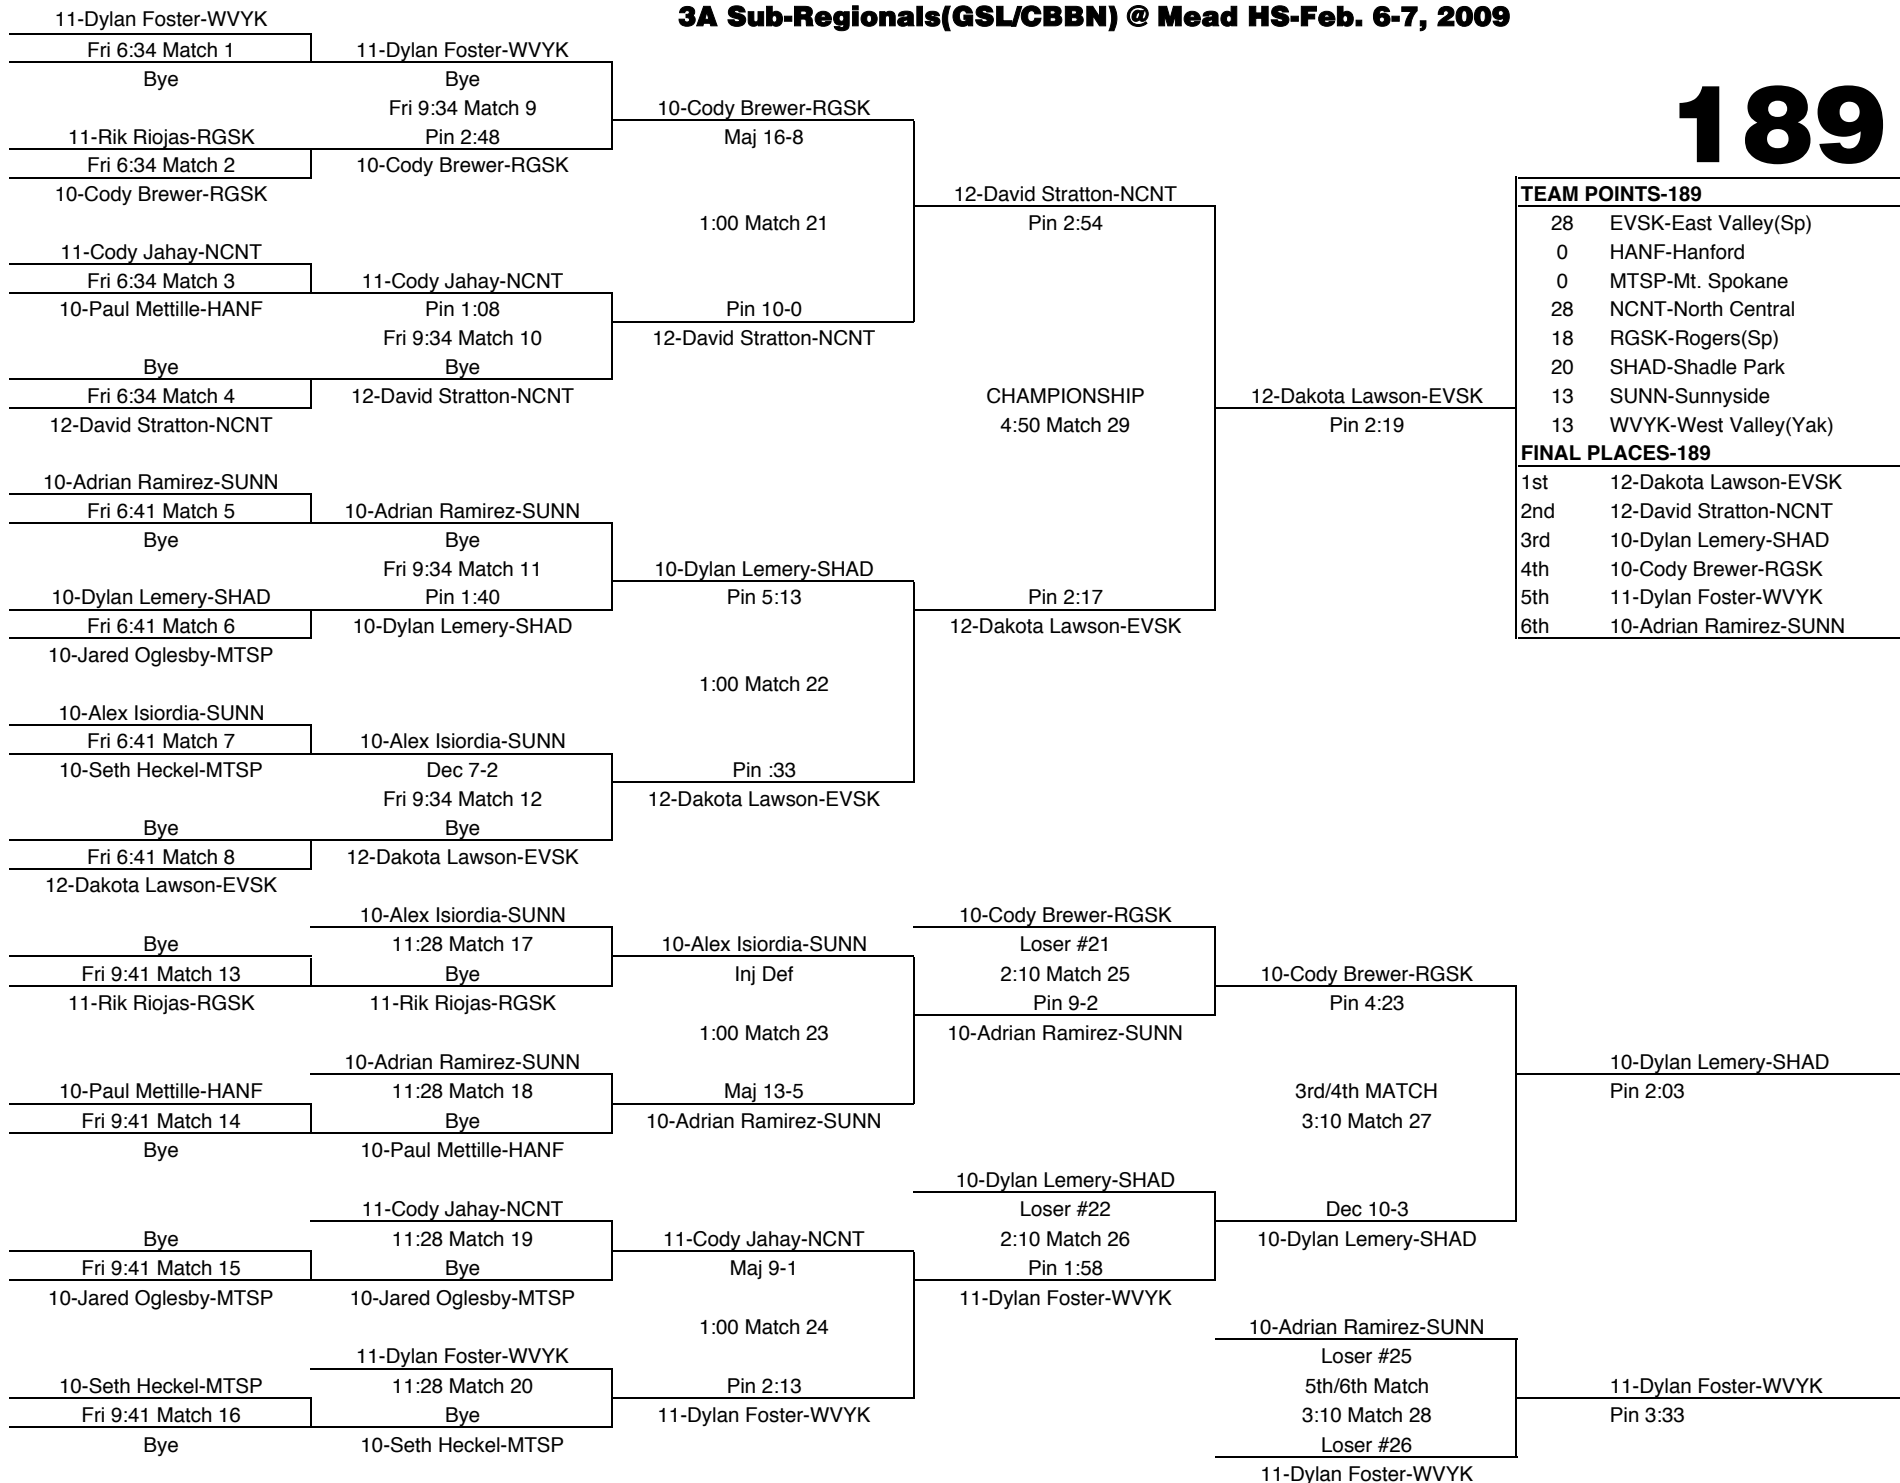 3A Sub-Regionals(GSL/CBBN) @ Mead HS-Feb. 6-7, 2009
189
11-Dylan Foster-WVYK
Fri 6:34 Match 1
Bye
11-Rik Riojas-RGSK
Fri 6:34 Match 2
10-Cody Brewer-RGSK
11-Cody Jahay-NCNT
Fri 6:34 Match 3
10-Paul Mettille-HANF
Bye
Fri 6:34 Match 4
12-David Stratton-NCNT
10-Adrian Ramirez-SUNN
Fri 6:41 Match 5
Bye
10-Dylan Lemery-SHAD
Fri 6:41 Match 6
10-Jared Oglesby-MTSP
10-Alex Isiordia-SUNN
Fri 6:41 Match 7
10-Seth Heckel-MTSP
Bye
Fri 6:41 Match 8
12-Dakota Lawson-EVSK
11-Dylan Foster-WVYK
Bye
Fri 9:34 Match 9
Pin 2:48
10-Cody Brewer-RGSK
11-Cody Jahay-NCNT
Pin 1:08
Fri 9:34 Match 10
Bye
12-David Stratton-NCNT
10-Adrian Ramirez-SUNN
Bye
Fri 9:34 Match 11
Pin 1:40
10-Dylan Lemery-SHAD
10-Alex Isiordia-SUNN
Dec 7-2
Fri 9:34 Match 12
Bye
12-Dakota Lawson-EVSK
10-Cody Brewer-RGSK
Maj 16-8
1:00 Match 21
Pin 10-0
12-David Stratton-NCNT
10-Dylan Lemery-SHAD
Pin 5:13
1:00 Match 22
Pin :33
12-Dakota Lawson-EVSK
12-David Stratton-NCNT
Pin 2:54
CHAMPIONSHIP
4:50 Match 29
Pin 2:17
12-Dakota Lawson-EVSK
12-Dakota Lawson-EVSK
Pin 2:19
TEAM POINTS-189
28 EVSK-East Valley(Sp)
0 HANF-Hanford
0 MTSP-Mt. Spokane
28 NCNT-North Central
18 RGSK-Rogers(Sp)
20 SHAD-Shadle Park
13 SUNN-Sunnyside
13 WVYK-West Valley(Yak)
FINAL PLACES-189
1st 12-Dakota Lawson-EVSK
2nd 12-David Stratton-NCNT
3rd 10-Dylan Lemery-SHAD
4th 10-Cody Brewer-RGSK
5th 11-Dylan Foster-WVYK
6th 10-Adrian Ramirez-SUNN
Bye
Fri 9:41 Match 13
11-Rik Riojas-RGSK
10-Paul Mettille-HANF
Fri 9:41 Match 14
Bye
Bye
Fri 9:41 Match 15
10-Jared Oglesby-MTSP
10-Seth Heckel-MTSP
Fri 9:41 Match 16
Bye
10-Alex Isiordia-SUNN
11:28 Match 17
Bye
11-Rik Riojas-RGSK
10-Adrian Ramirez-SUNN
11:28 Match 18
Bye
10-Paul Mettille-HANF
11-Cody Jahay-NCNT
11:28 Match 19
Bye
10-Jared Oglesby-MTSP
11-Dylan Foster-WVYK
11:28 Match 20
Bye
10-Seth Heckel-MTSP
10-Alex Isiordia-SUNN
Inj Def
1:00 Match 23
Maj 13-5
10-Adrian Ramirez-SUNN
11-Cody Jahay-NCNT
Maj 9-1
1:00 Match 24
Pin 2:13
11-Dylan Foster-WVYK
10-Cody Brewer-RGSK
Loser #21
2:10 Match 25
Pin 9-2
10-Adrian Ramirez-SUNN
10-Dylan Lemery-SHAD
Loser #22
2:10 Match 26
Pin 1:58
11-Dylan Foster-WVYK
10-Cody Brewer-RGSK
Pin 4:23
3rd/4th MATCH
3:10 Match 27
Dec 10-3
10-Dylan Lemery-SHAD
10-Dylan Lemery-SHAD
Pin 2:03
10-Adrian Ramirez-SUNN
Loser #25
5th/6th Match
3:10 Match 28
Loser #26
11-Dylan Foster-WVYK
11-Dylan Foster-WVYK
Pin 3:33